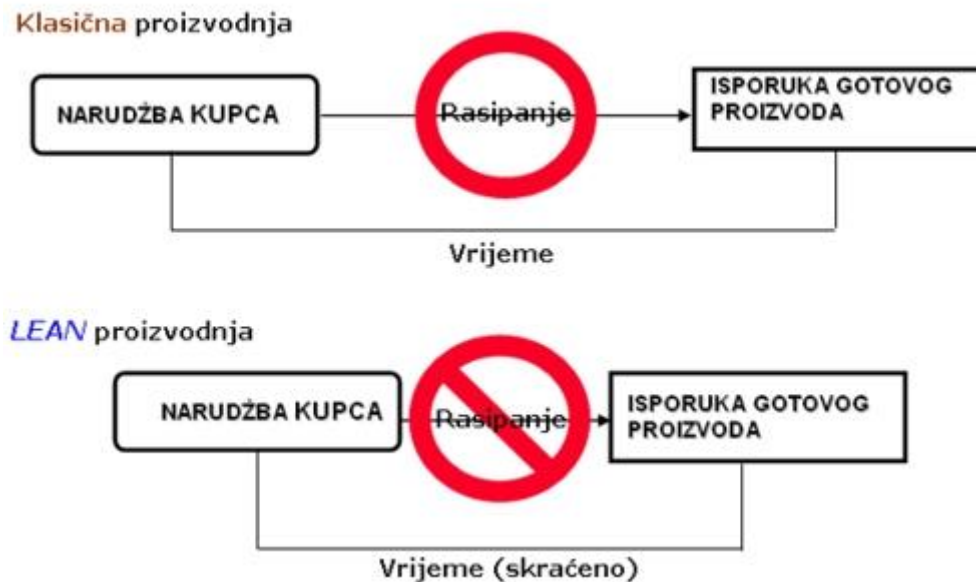 Klasična proizvodnja
NARUDŽBA KUPCA
Rasipanje
ISPORUKA GOTOVOG
PROIZVODA
Vrijeme
LEAN proizvodnja
NARUDŽBA KUPCA
Rasipanje
ISPORUKA GOTOVOG
PROIZVODA
Vrijeme (skraćeno)